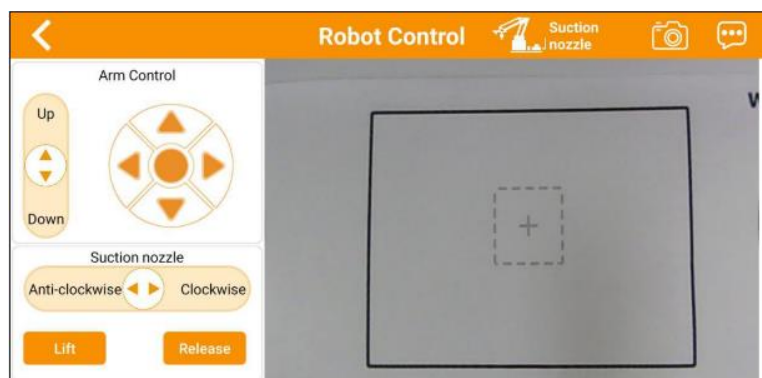 Robot Control
Suction
nozzle
Arm Control
Up
Down
Suction nozzle
Anti-clockwise
Clockwise
Lift
Release